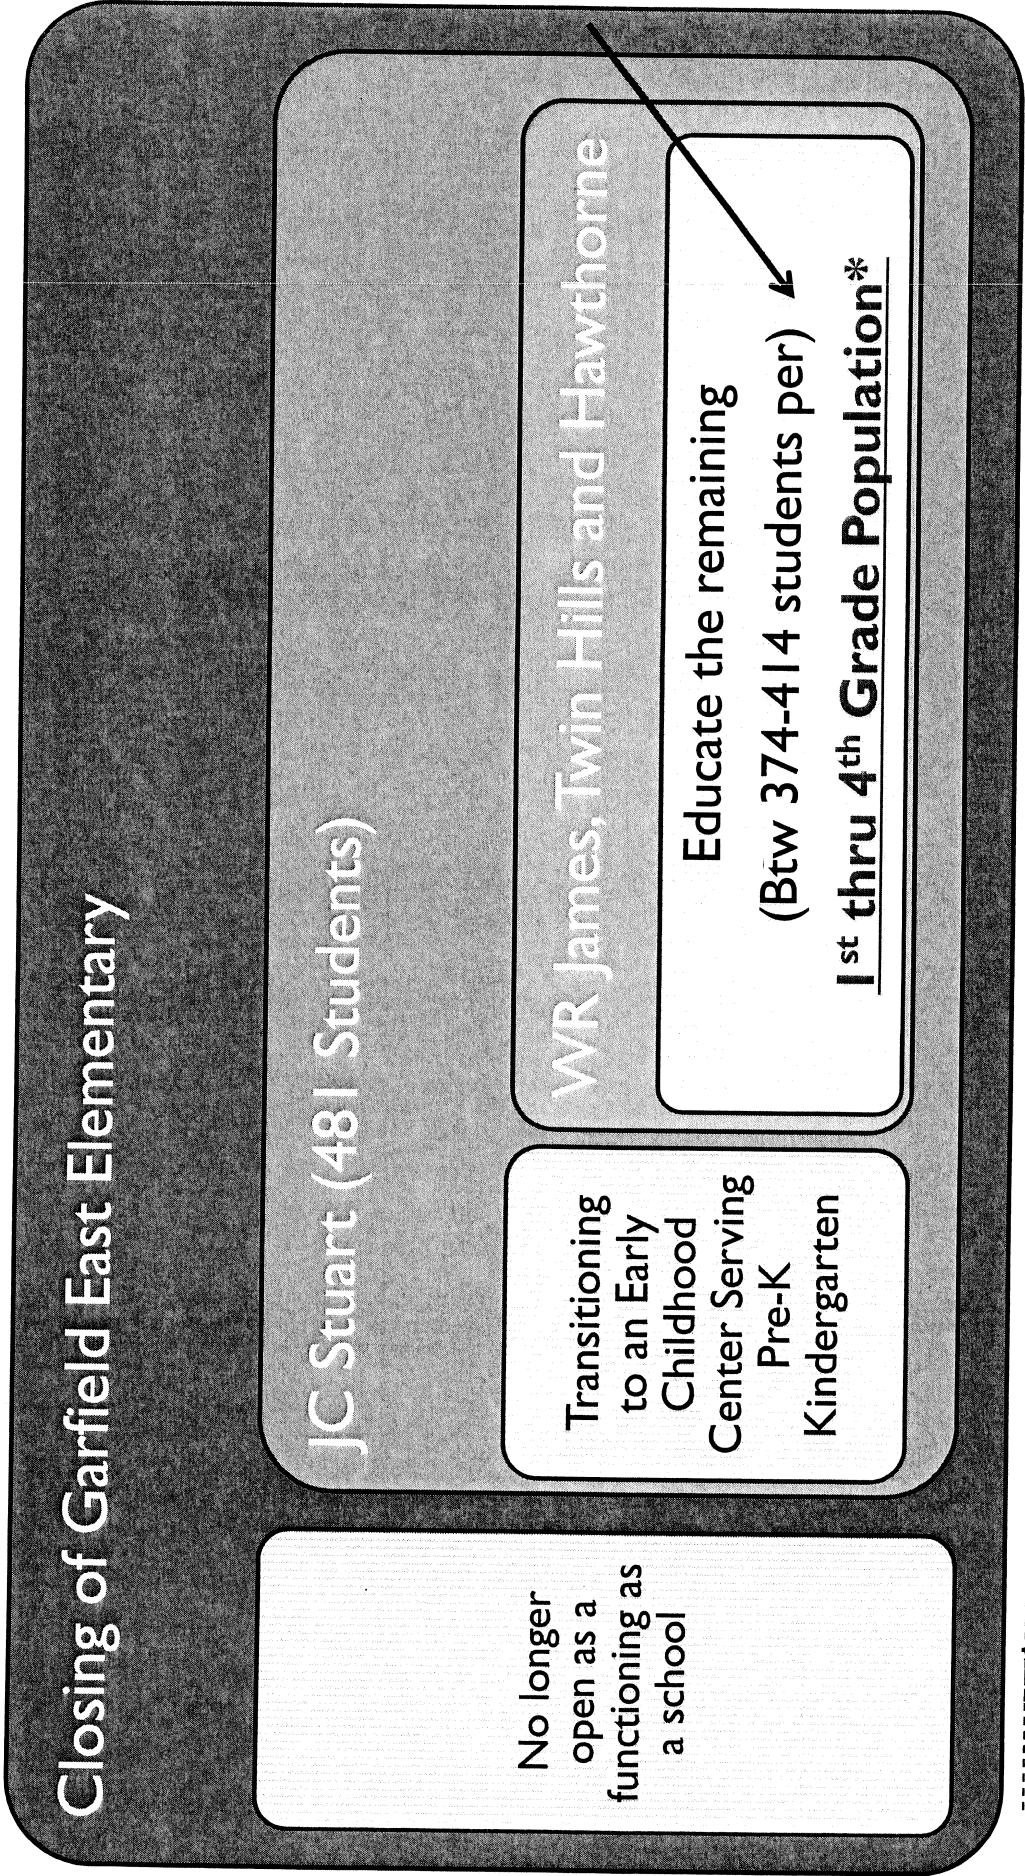 Closing of Garfield East Elementary
No longer
open as a
functioning as
a school
JC Stuart (481 Students)
Transitioning
to an Early
Childhood
Center Serving
Pre-K
Kindergarten
WR James, Twin Hills and Hawthorne
Educate the remaining
(Btw 374-414 students per)
1st thru 4th Grade Population*